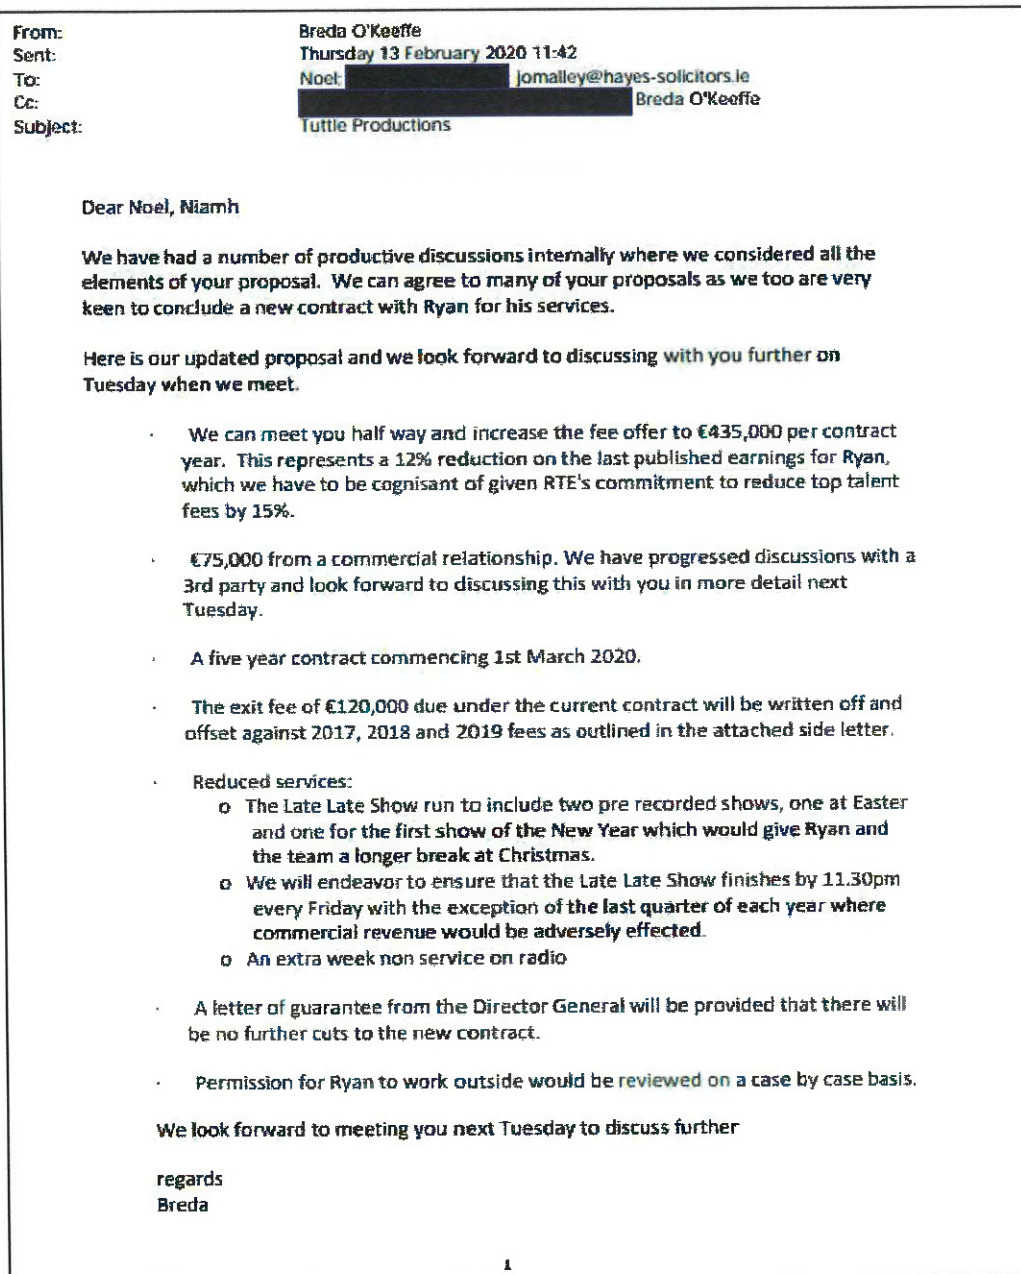 From: Breda O'Keeffe
Sent: Thursday 13 February 2020 11:42
To: Noel; jomalley@hayes-solicitors.ie
Cc: Breda O'Keeffe
Subject: Tuttle Productions
Dear Noel, Niamh
We have had a number of productive discussions internally where we considered all the
elements of your proposal. We can agree to many of your proposals as we too are very
keen to conclude a new contract with Ryan for his services.
Here is our updated proposal and we look forward to discussing with you further on
Tuesday when we meet.
· We can meet you half way and increase the fee offer to €435,000 per contract
year. This represents a 12% reduction on the last published earnings for Ryan,
which we have to be cognisant of given RTE's commitment to reduce top talent
fees by 15%.
· €75,000 from a commercial relationship. We have progressed discussions with a
3rd party and look forward to discussing this with you in more detail next
Tuesday.
· A five year contract commencing 1st March 2020.
· The exit fee of €120,000 due under the current contract will be written off and
offset against 2017, 2018 and 2019 fees as outlined in the attached side letter.
· Reduced services:
o The Late Late Show run to include two pre recorded shows, one at Easter
and one for the first show of the New Year which would give Ryan and
the team a longer break at Christmas.
o We will endeavor to ensure that the Late Late Show finishes by 11.30pm
every Friday with the exception of the last quarter of each year where
commercial revenue would be adversely effected.
o An extra week non service on radio
· A letter of guarantee from the Director General will be provided that there will
be no further cuts to the new contract.
· Permission for Ryan to work outside would be reviewed on a case by case basis.
We look forward to meeting you next Tuesday to discuss further
regards
Breda
1